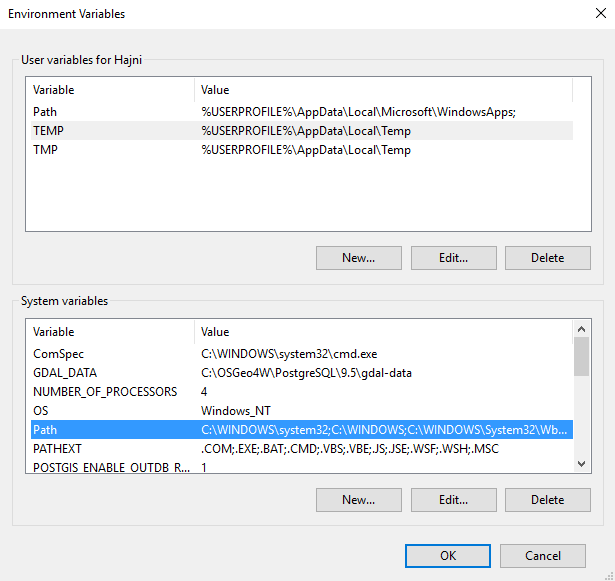 Environment Variables
User variables for Hajni
Variable Value
Path %USERPROFILE%\AppData\Local\Microsoft\WindowsApps;
TEMP %USERPROFILE%\AppData\Local\Temp
TMP %USERPROFILE%\AppData\Local\Temp
New... Edit... Delete
System variables
Variable Value
ComSpec C:\WINDOWS\system32\cmd.exe
GDAL_DATA C:\OSGeo4W\PostgreSQL\9.5\gdal-data
NUMBER_OF_PROCESSORS 4
OS Windows_NT
Path C:\WINDOWS\system32;C:\WINDOWS;C:\WINDOWS\System32\Wb...
PATHEXT .COM;.EXE;.BAT;.CMD;.VBS;.VBE;.JS;.JSE;.WSF;.WSH;.MSC
POSTGIS_ENABLE_OUTDB_R... 1
New... Edit... Delete
OK Cancel